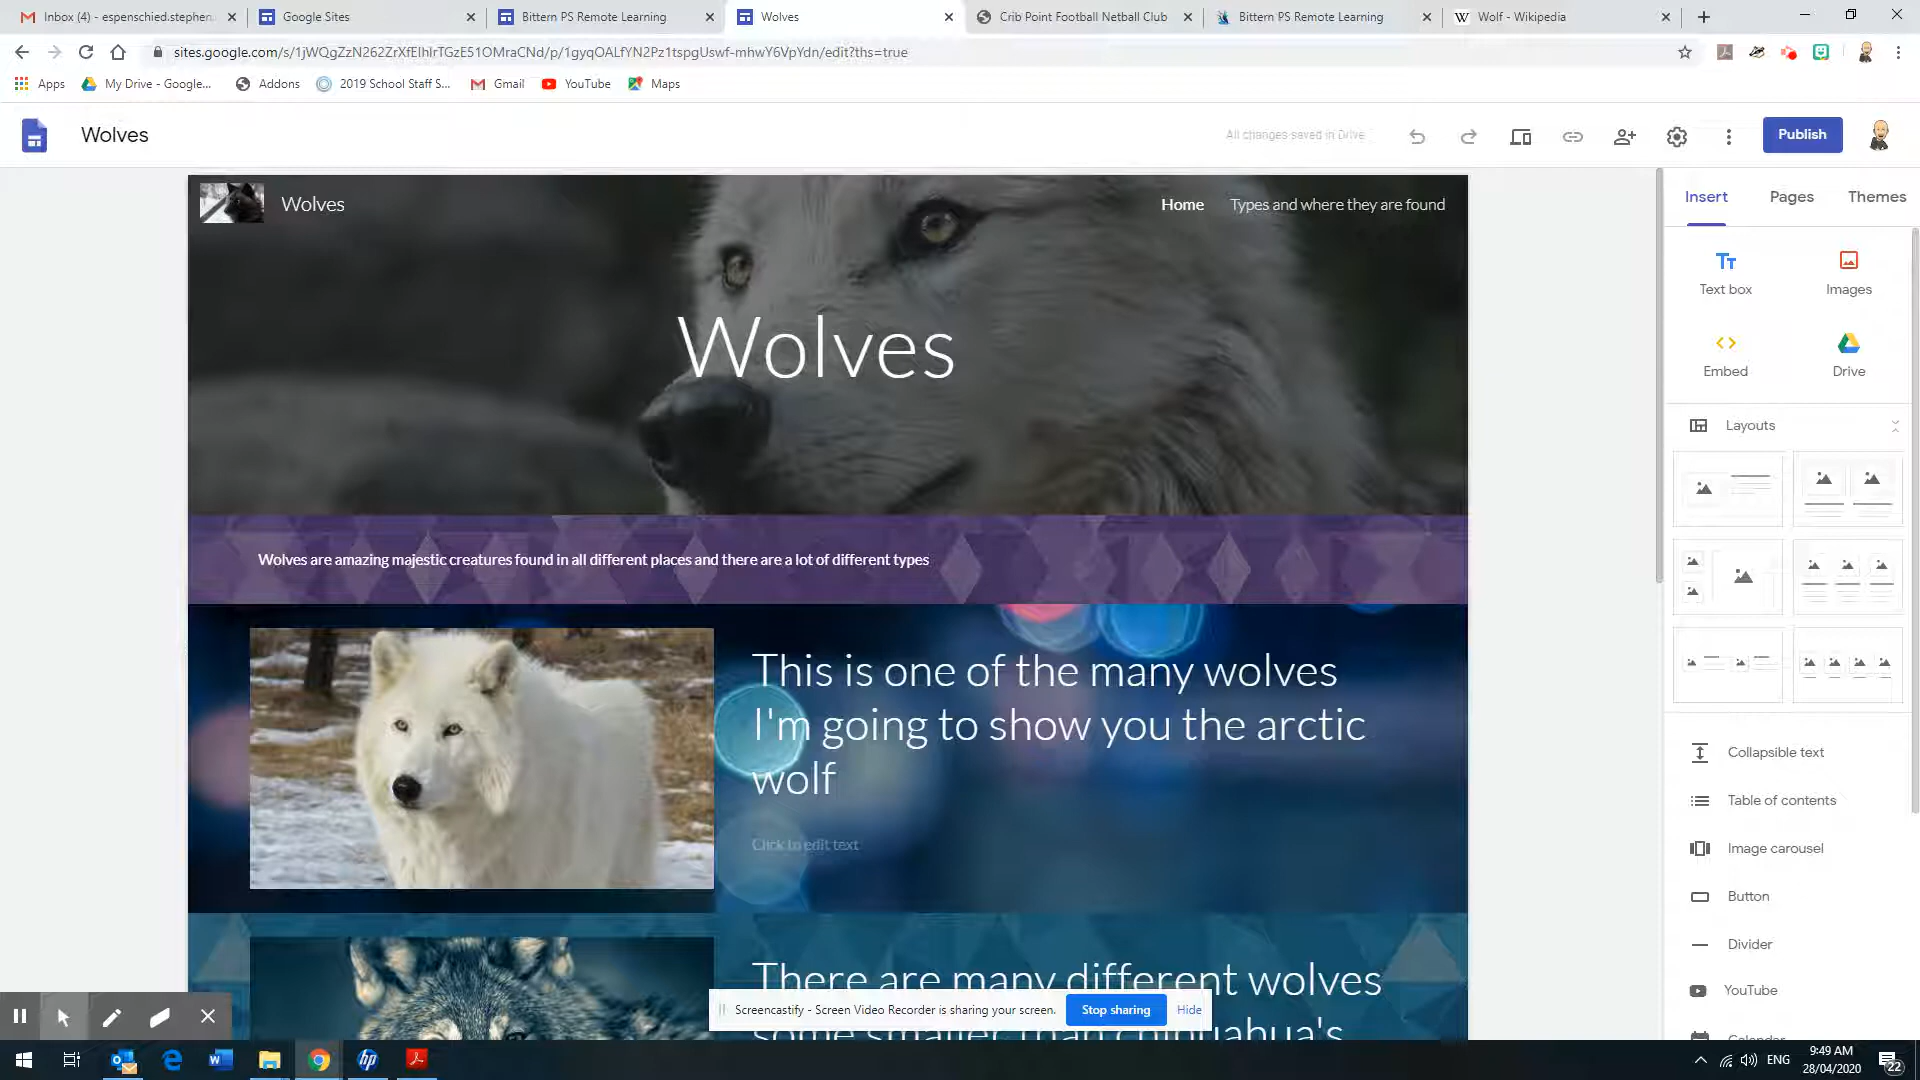 Inbox (4) - espenschied.stephen.
Google Sites
Bittern PS Remote Learning
Wolves
Crib Point Football Netball Club
Bittern PS Remote Learning
W Wolf - Wikipedia
sites.google.com/s/1jWQgZzN262ZrXfEIhIrTGzE51OMraCNd/p/1gyqOALfYN2Pz1tspgUswf-mhwY6VpYdn/edit?ths=true
Apps
My Drive - Google...
Addons
2019 School Staff S...
Gmail
YouTube
Maps
Wolves
All changes saved in Drive
Publish
Wolves
Home
Types and where they are found
Insert
Pages
Themes
Wolves
Tt
Text box
Images
Embed
Drive
Layouts
Wolves are amazing majestic creatures found in all different places and there are a lot of different types
This is one of the many wolves
I'm going to show you the arctic
wolf
Click to edit text
Collapsible text
Table of contents
Image carousel
Button
Divider
YouTube
Calendar
There are many different wolves
some smaller than chihuahua's
Screencastify - Screen Video Recorder is sharing your screen.
Stop sharing
Hide
ENG
9:49 AM
28/04/2020
22